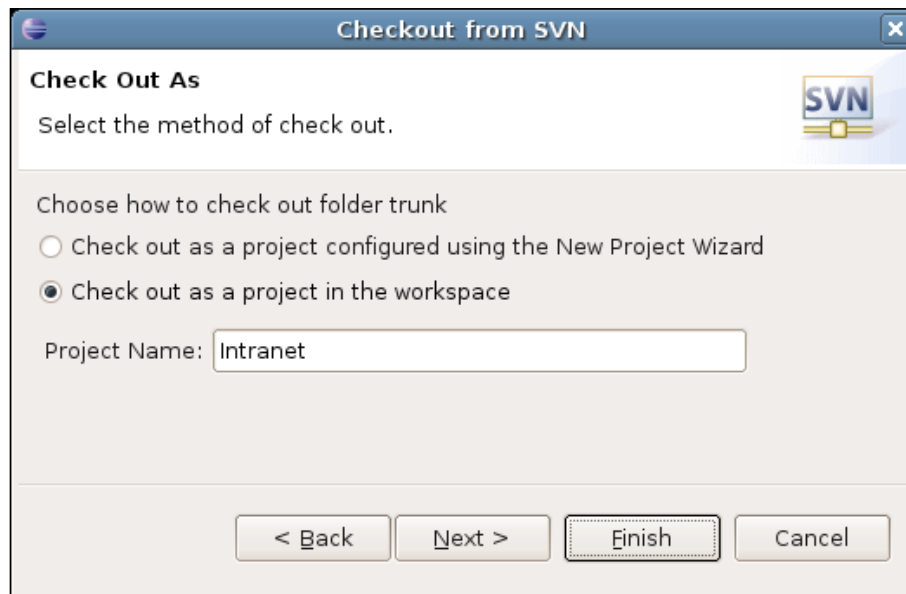 Checkout from SVN
Check Out As
Select the method of check out.
SVN
Choose how to check out folder trunk
Check out as a project configured using the New Project Wizard
Check out as a project in the workspace
Project Name: Intranet
< Back Next > Finish Cancel